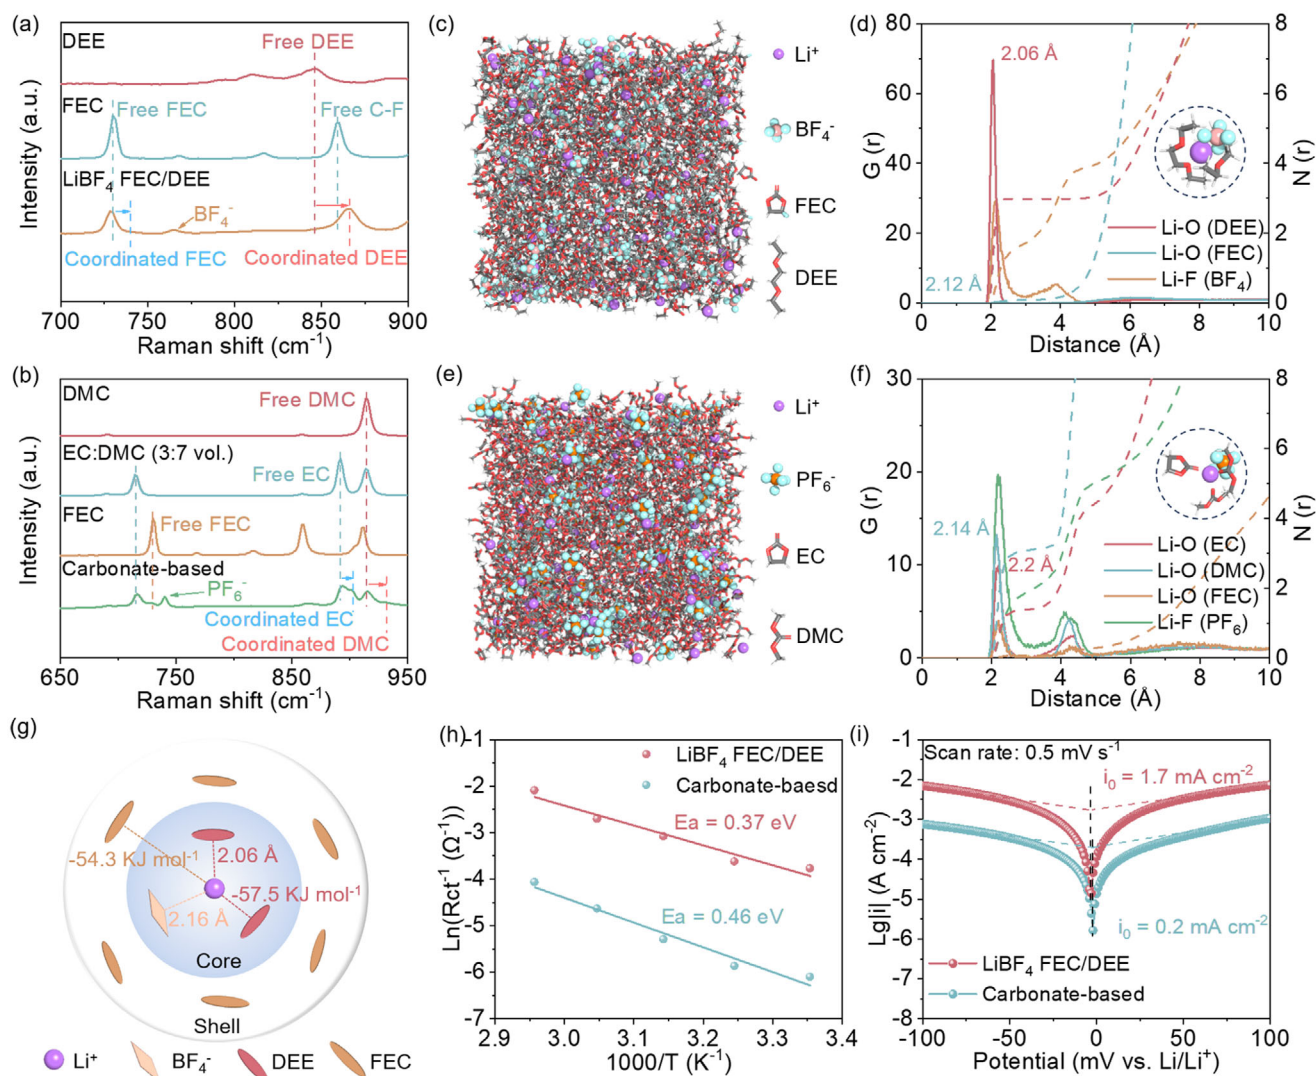 (a)
DEE
Free DEE
FEC
Free FEC
Free C-F
LiBF₄ FEC/DEE
BF₄⁻
Coordinated FEC
Coordinated DEE
Intensity (a.u.)
700
750
800
850
900
Raman shift (cm⁻¹)
(b)
DMC
Free DMC
EC:DMC (3:7 vol.)
Free EC
FEC
Free FEC
Carbonate-based
PF₆⁻
Coordinated EC
Coordinated DMC
Intensity (a.u.)
650
750
850
950
Raman shift (cm⁻¹)
(c)
Li⁺
BF₄⁻
FEC
DEE
(d)
80
60
40
20
0
G (r)
2.06 Å
2.12 Å
Li-O (DEE)
Li-O (FEC)
Li-F (BF₄)
8
7
6
5
4
3
2
1
0
N (r)
0
2
4
6
8
10
Distance (Å)
(e)
Li⁺
PF₆⁻
EC
DMC
(f)
30
20
10
0
G (r)
2.14 Å
2.2 Å
Li-O (EC)
Li-O (DMC)
Li-O (FEC)
Li-F (PF₆)
8
7
6
5
4
3
2
1
0
N (r)
0
2
4
6
8
10
Distance (Å)
(g)
-54.3 KJ mol⁻¹
2.06 Å
-57.5 KJ mol⁻¹
2.16 Å
Core
Shell
Li⁺
BF₄⁻
DEE
FEC
(h)
-1
-2
-3
-4
-5
-6
-7
Ln(Rct⁻¹ (Ω⁻¹))
LiBF₄ FEC/DEE
Carbonate-baesd
Ea = 0.37 eV
Ea = 0.46 eV
2.9
3.0
3.1
3.2
3.3
3.4
1000/T (K⁻¹)
(i)
-1
-2
-3
-4
-5
-6
-7
-8
Lg|i| (A cm⁻²)
Scan rate: 0.5 mV s⁻¹
i₀ = 1.7 mA cm⁻²
i₀ = 0.2 mA cm⁻²
LiBF₄ FEC/DEE
Carbonate-based
-100
-50
0
50
100
Potential (mV vs. Li/Li⁺)